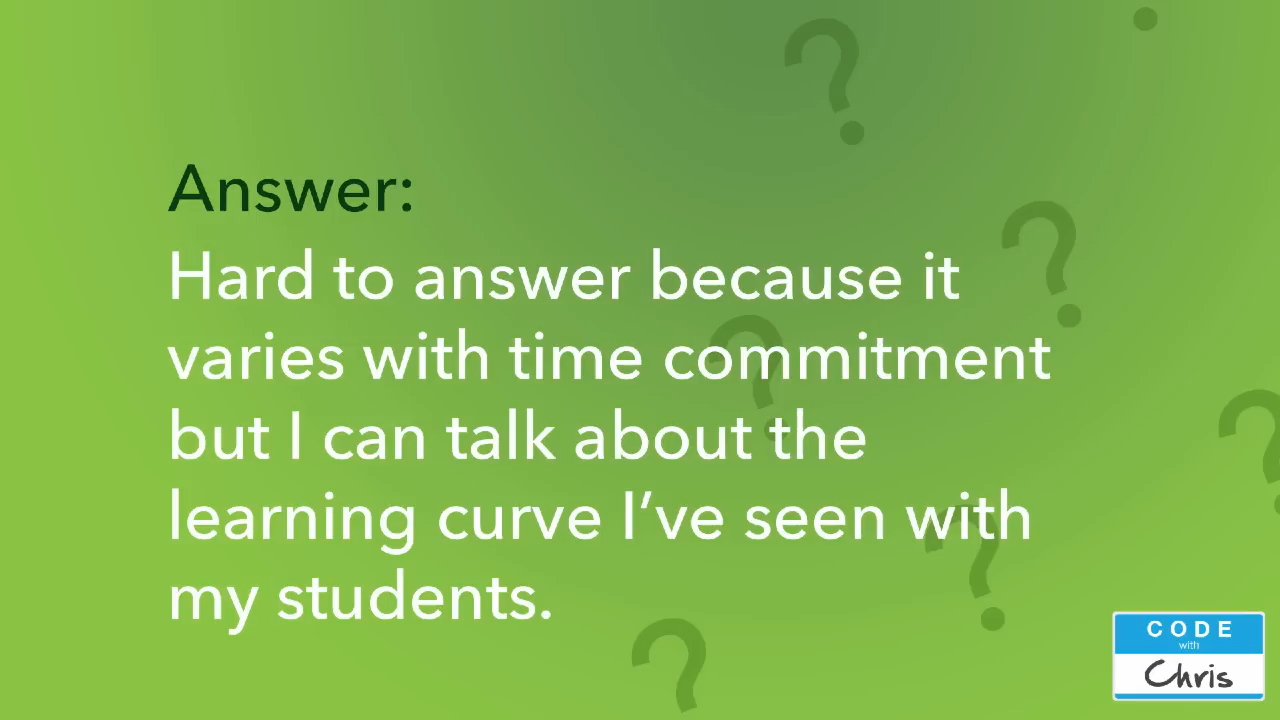 Answer:
Hard to answer because it
varies with time commitment
but I can talk about the
learning curve I've seen with
my students.
CODE
with
Chris